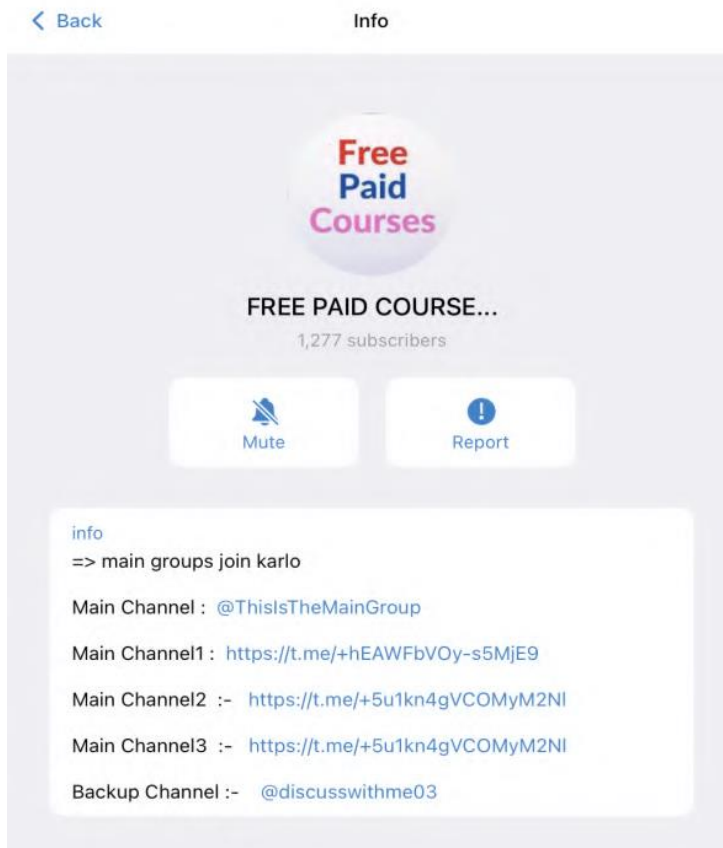 Back
Info
Free
Paid
Courses
FREE PAID COURSE...
1,277 subscribers
Mute
Report
info
=> main groups join karlo
Main Channel : @ThisIsTheMainGroup
Main Channel1 : https://t.me/+hEAWFbVOy-s5MjE9
Main Channel2 :- https://t.me/+5u1kn4gVCOMyM2Nl
Main Channel3 :- https://t.me/+5u1kn4gVCOMyM2Nl
Backup Channel :- @discusswithme03